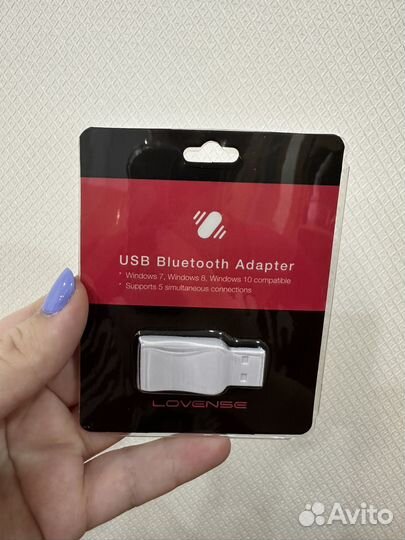 USB Bluetooth Adapter
* Windows 7, Windows 8, Windows 10 compatible
* Supports 5 simultaneous connections
LOVENSE
Avito